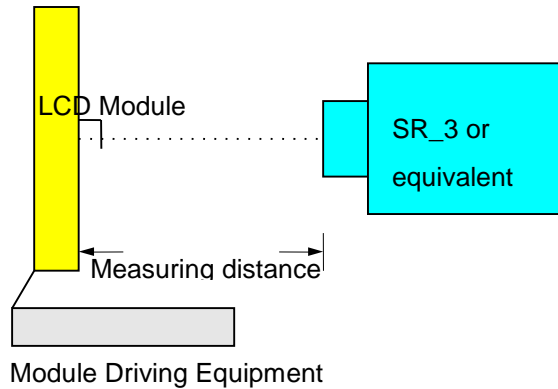 LCD Module
SR_3 or
equivalent
Measuring distance
Module Driving Equipment